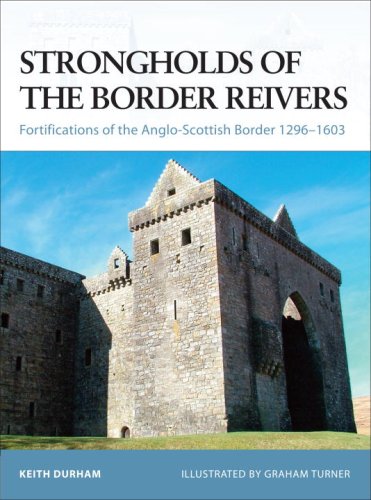 STRONGHOLDS OF
THE BORDER REIVERS
Fortifications of the Anglo-Scottish Border 1296–1603
KEITH DURHAM
ILLUSTRATED BY GRAHAM TURNER